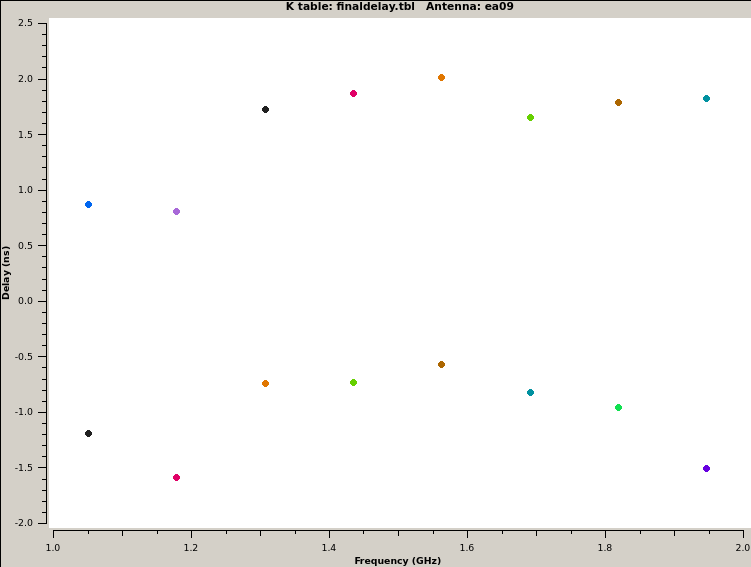 K table: finaldelay.tbl   Antenna: ea09
2.5
2.0
1.5
1.0
0.5
0.0
-0.5
-1.0
-1.5
-2.0
Delay (ns)
1.0 1.2 1.4 1.6 1.8 2.0
Frequency (GHz)